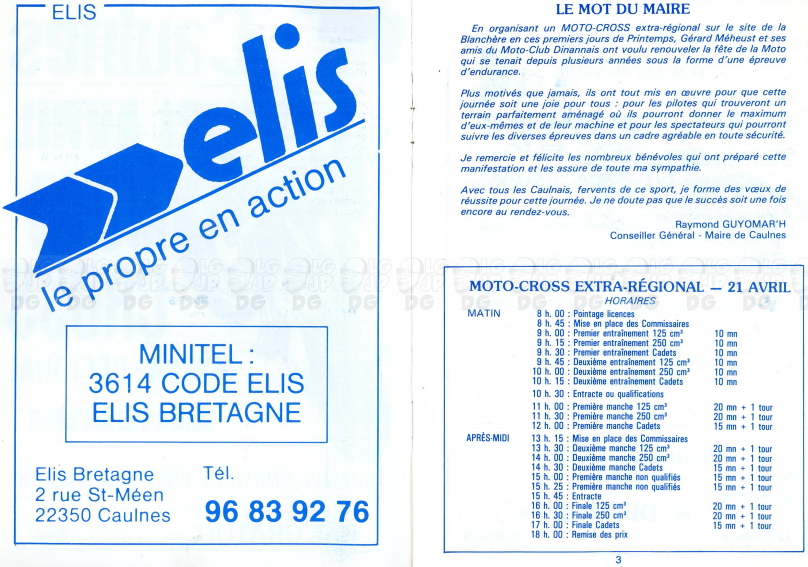 ELIS
elis
le propre en action
MINITEL :
3614 CODE ELIS
ELIS BRETAGNE
Elis Bretagne
2 rue St-Méen
22350 Caulnes
Tél.
96 83 92 76
LE MOT DU MAIRE
En organisant un MOTO-CROSS extra-régional sur le site de la
Blanchère en ces premiers jours de Printemps, Gérard Méheust et ses
amis du Moto-Club Dinannais ont voulu renouveler la fête de la Moto
qui se tenait depuis plusieurs années sous la forme d'une épreuve
d'endurance.
Plus motivés que jamais, ils ont tout mis en œuvre pour que cette
journée soit une joie pour tous : pour les pilotes qui trouveront un
terrain parfaitement aménagé où ils pourront donner le maximum
d'eux-mêmes et de leur machine et pour les spectateurs qui pourront
suivre les diverses épreuves dans un cadre agréable en toute sécurité.
Je remercie et félicite les nombreux bénévoles qui ont préparé cette
manifestation et les assure de toute ma sympathie.
Avec tous les Caulnais, fervents de ce sport, je forme des vœux de
réussite pour cette journée. Je ne doute pas que le succès soit une fois
encore au rendez-vous.
Raymond GUYOMAR'H
Conseiller Général - Maire de Caulnes
MOTO-CROSS EXTRA-RÉGIONAL — 21 AVRIL
HORAIRES
MATIN 8 h. 00 : Pointage licences
8 h. 45 : Mise en place des Commissaires
9 h. 00 : Premier entraînement 125 cm³ 10 mn
9 h. 15 : Premier entraînement 250 cm³ 10 mn
9 h. 30 : Premier entraînement Cadets 10 mn
9 h. 45 : Deuxième entraînement 125 cm³ 10 mn
10 h. 00 : Deuxième entraînement 250 cm³ 10 mn
10 h. 15 : Deuxième entraînement Cadets 10 mn
10 h. 30 : Entracte ou qualifications
11 h. 00 : Première manche 125 cm³ 20 mn + 1 tour
11 h. 30 : Première manche 250 cm³ 20 mn + 1 tour
12 h. 00 : Première manche Cadets 15 mn + 1 tour
APRÈS-MIDI 13 h. 15 : Mise en place des Commissaires
13 h. 30 : Deuxième manche 125 cm³ 20 mn + 1 tour
14 h. 00 : Deuxième manche 250 cm³ 20 mn + 1 tour
14 h. 30 : Deuxième manche Cadets 15 mn + 1 tour
15 h. 00 : Première manche non qualifiés 15 mn + 1 tour
15 h. 25 : Première manche non qualifiés 15 mn + 1 tour
15 h. 45 : Entracte
16 h. 00 : Finale 125 cm³ 20 mn + 1 tour
16 h. 30 : Finale 250 cm³ 20 mn + 1 tour
17 h. 00 : Finale Cadets 15 mn + 1 tour
18 h. 00 : Remise des prix
3